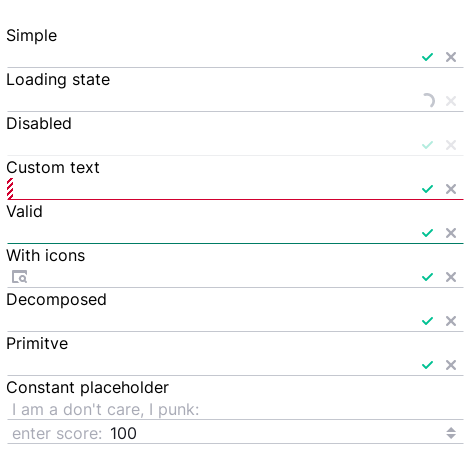 Simple
Loading state
Disabled
Custom text
Valid
With icons
Decomposed
Primitve
Constant placeholder
I am a don't care, I punk:
enter score: 100